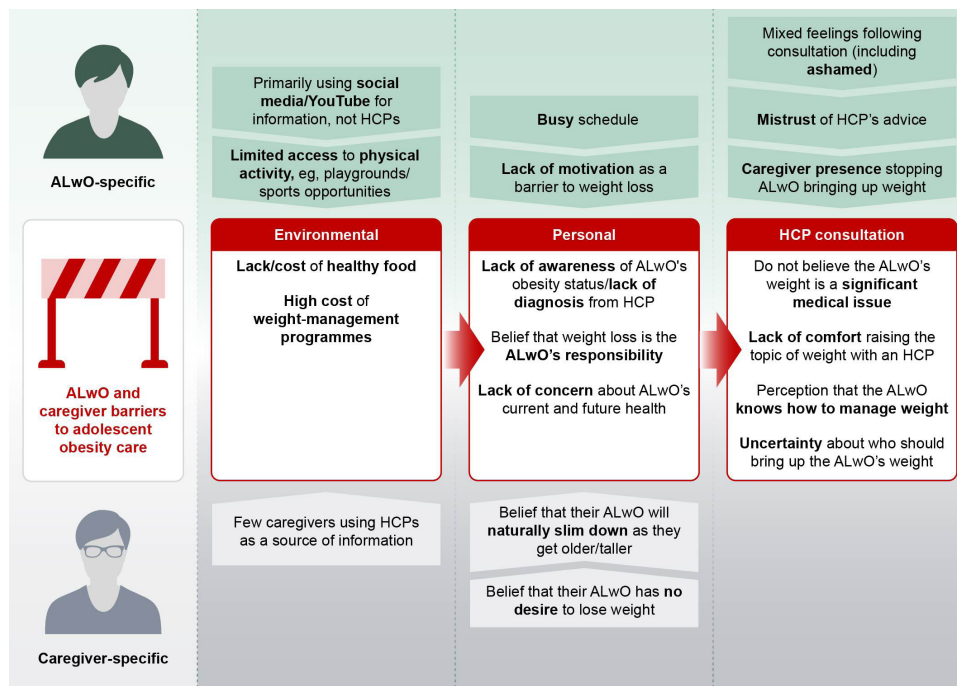 ALwO-specific
Primarily using social
media/YouTube for
information, not HCPs
Limited access to physical
activity, eg, playgrounds/
sports opportunities
Busy schedule
Lack of motivation as a
barrier to weight loss
Mixed feelings following
consultation (including
ashamed)
Mistrust of HCP's advice
Caregiver presence stopping
ALwO bringing up weight
ALwO and
caregiver barriers
to adolescent
obesity care
Environmental
Lack/cost of healthy food
High cost of
weight-management
programmes
Personal
Lack of awareness of ALwO's
obesity status/lack of
diagnosis from HCP
Belief that weight loss is the
ALwO's responsibility
Lack of concern about ALwO's
current and future health
HCP consultation
Do not believe the ALwO's
weight is a significant
medical issue
Lack of comfort raising the
topic of weight with an HCP
Perception that the ALwO
knows how to manage weight
Uncertainty about who should
bring up the ALwO's weight
Caregiver-specific
Few caregivers using HCPs
as a source of information
Belief that their ALwO will
naturally slim down as they
get older/taller
Belief that their ALwO has no
desire to lose weight